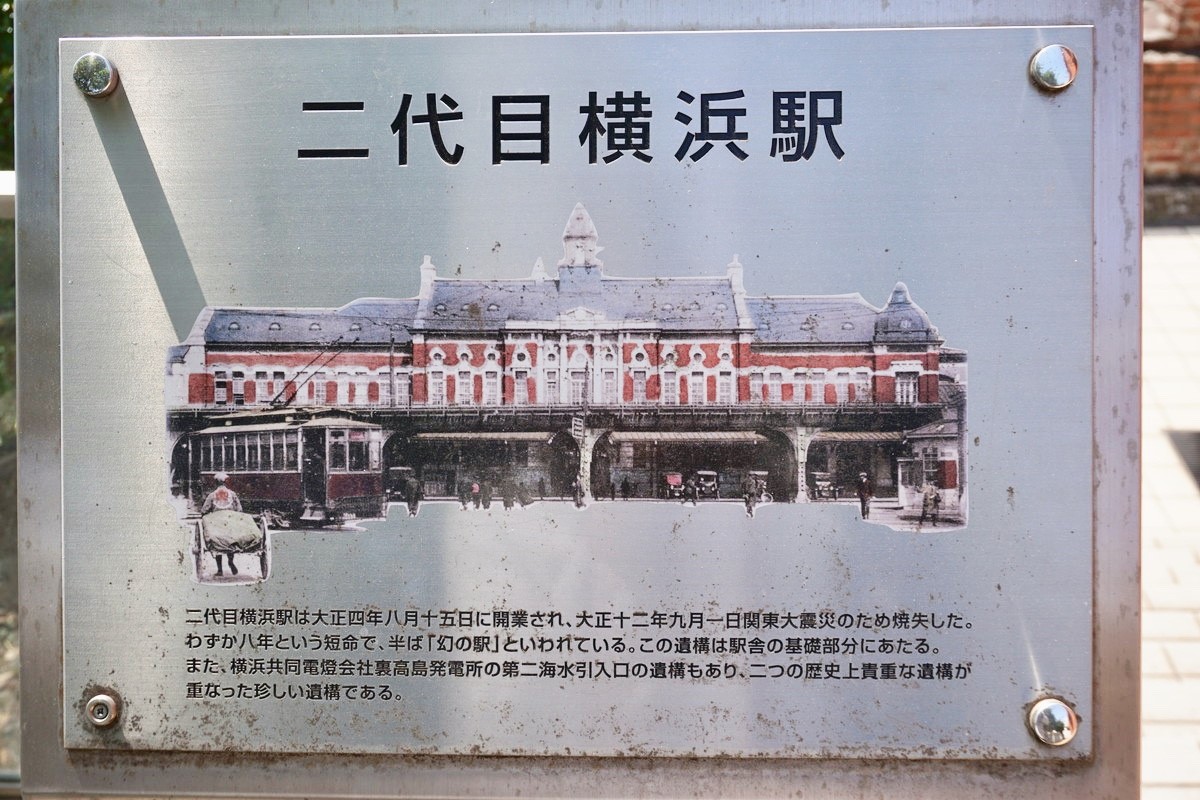 二代目横浜駅
二代目横浜駅は大正四年八月十五日に開業され、大正十二年九月一日関東大震災のため焼失した。
わずか八年という短命で、半ば「幻の駅」といわれている。この遺構は駅舎の基礎部分にあたる。
また、横浜共同電燈会社裏高島発電所の第二海水引入口の遺構もあり、二つの歴史上貴重な遺構が
重なった珍しい遺構である。